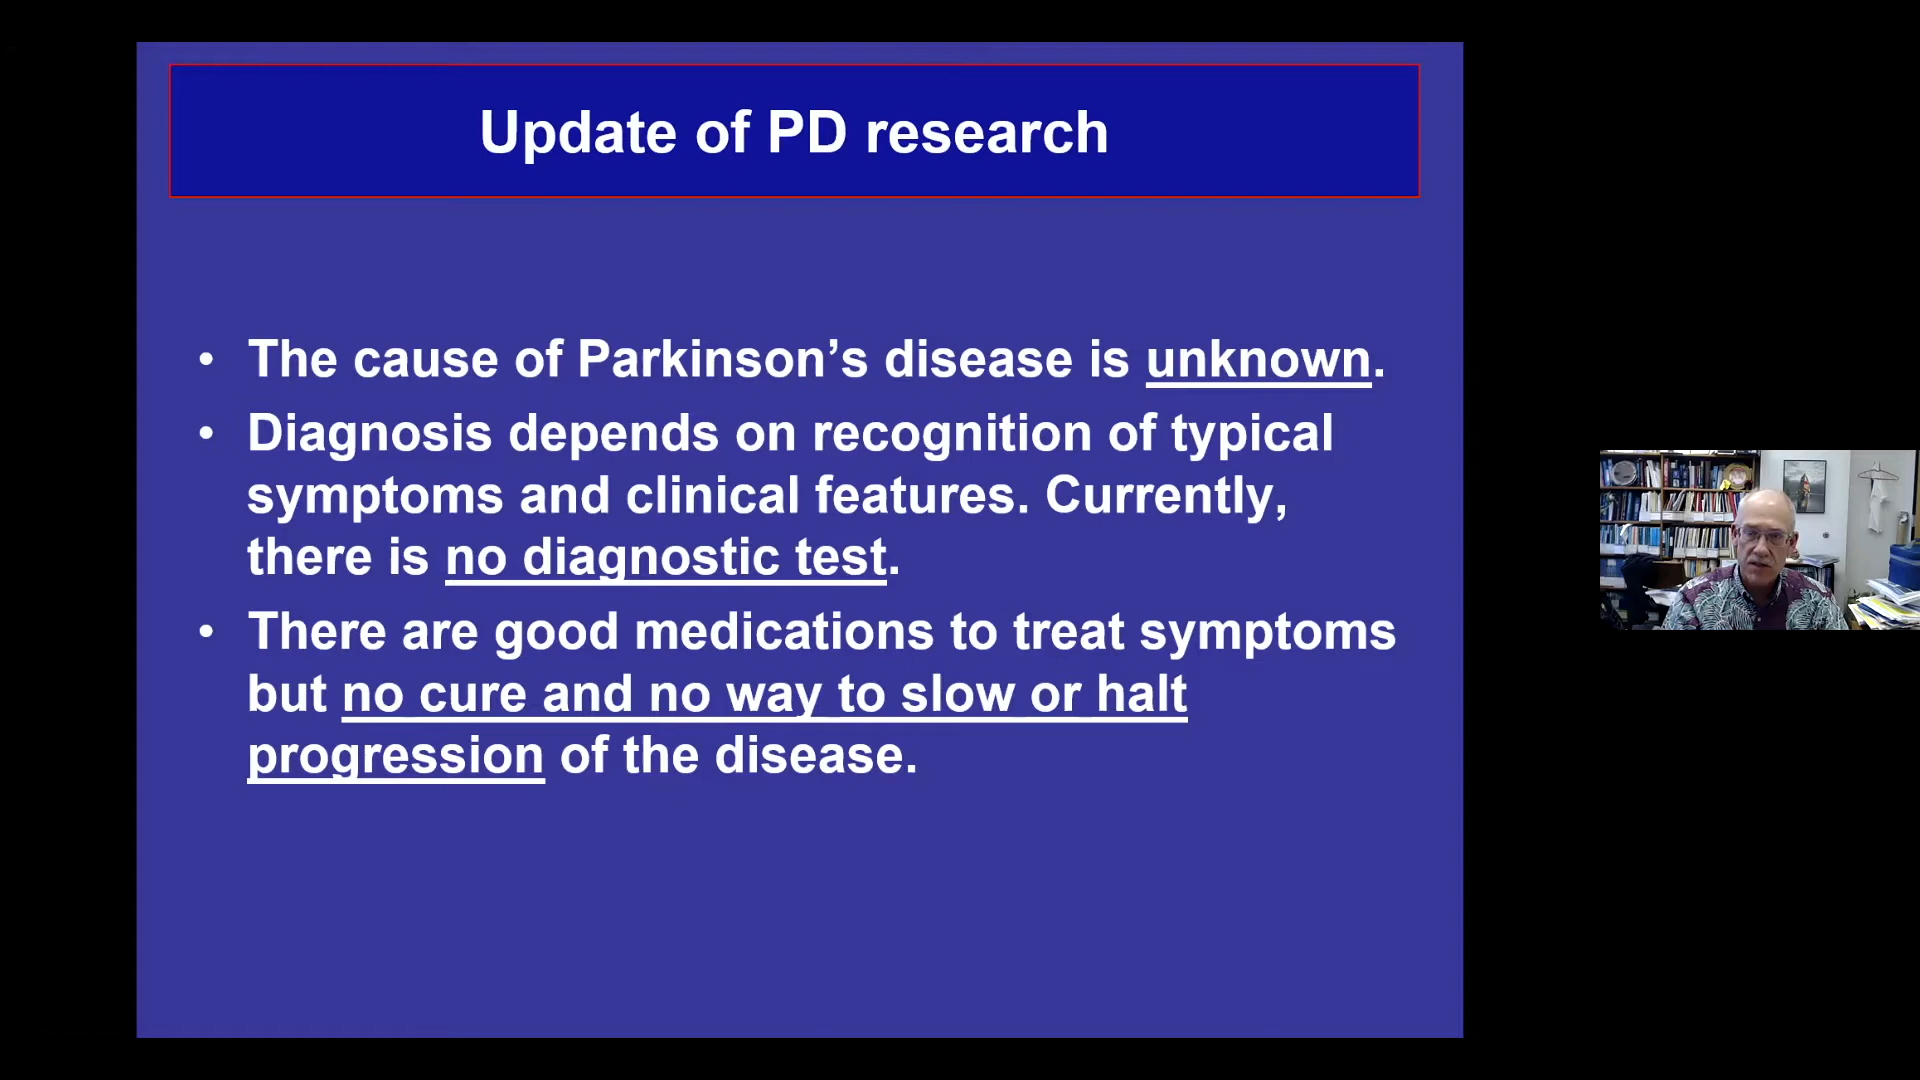 Update of PD research
• The cause of Parkinson’s disease is unknown.
• Diagnosis depends on recognition of typical
symptoms and clinical features. Currently,
there is no diagnostic test.
• There are good medications to treat symptoms
but no cure and no way to slow or halt
progression of the disease.